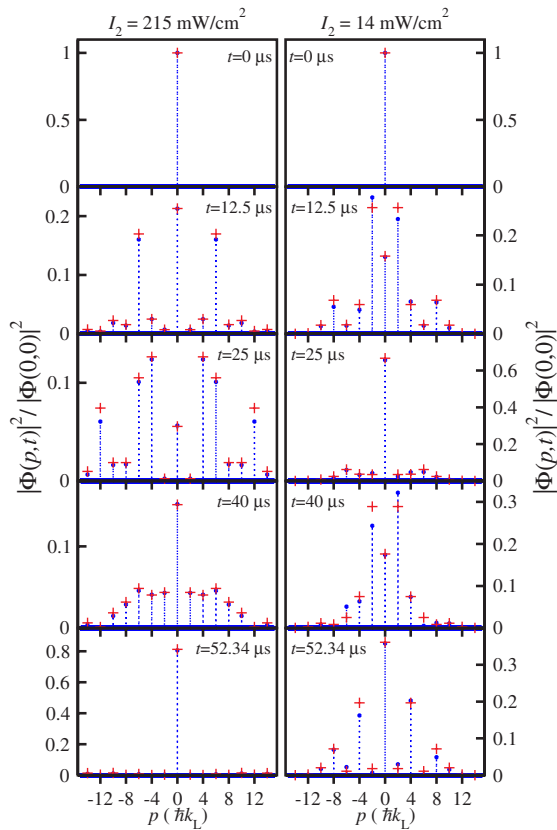 I₂ = 215 mW/cm² I₂ = 14 mW/cm²
1 t=0 μs t=0 μs 1
0.5 0.5
0 0
t=12.5 μs t=12.5 μs
0.2 0.2
0.1 0.1
0 0
t=25 μs t=25 μs
0.1 0.6
0.4
0.2
0 0
t=40 μs t=40 μs
0.1 0.3
0.2
0.1
0 0
t=52.34 μs t=52.34 μs
0.8 0.3
0.6 0.2
0.4
0.2 0.1
0 0
-12 -8 -4 0 4 8 12 -12 -8 -4 0 4 8 12
p (ħk_L) p (ħk_L)
|Φ(p,t)|² / |Φ(0,0)|²
|Φ(p,t)|² / |Φ(0,0)|²